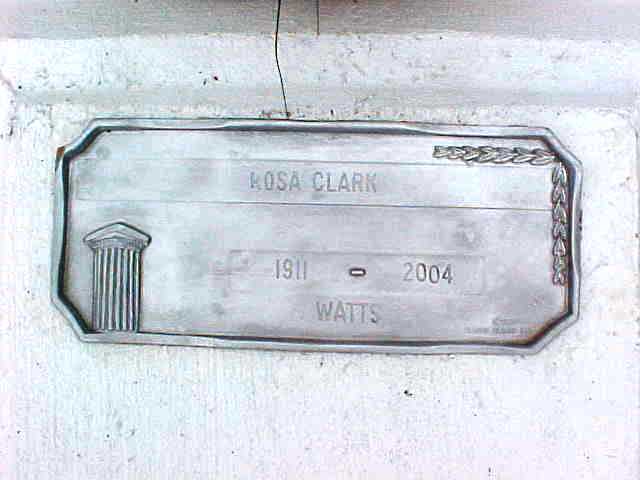 ROSA CLARK
1911 - 2004
WATTS